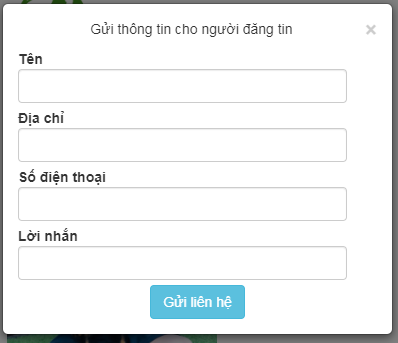 Gửi thông tin cho người đăng tin
×
Tên
Địa chỉ
Số điện thoại
Lời nhắn
Gửi liên hệ